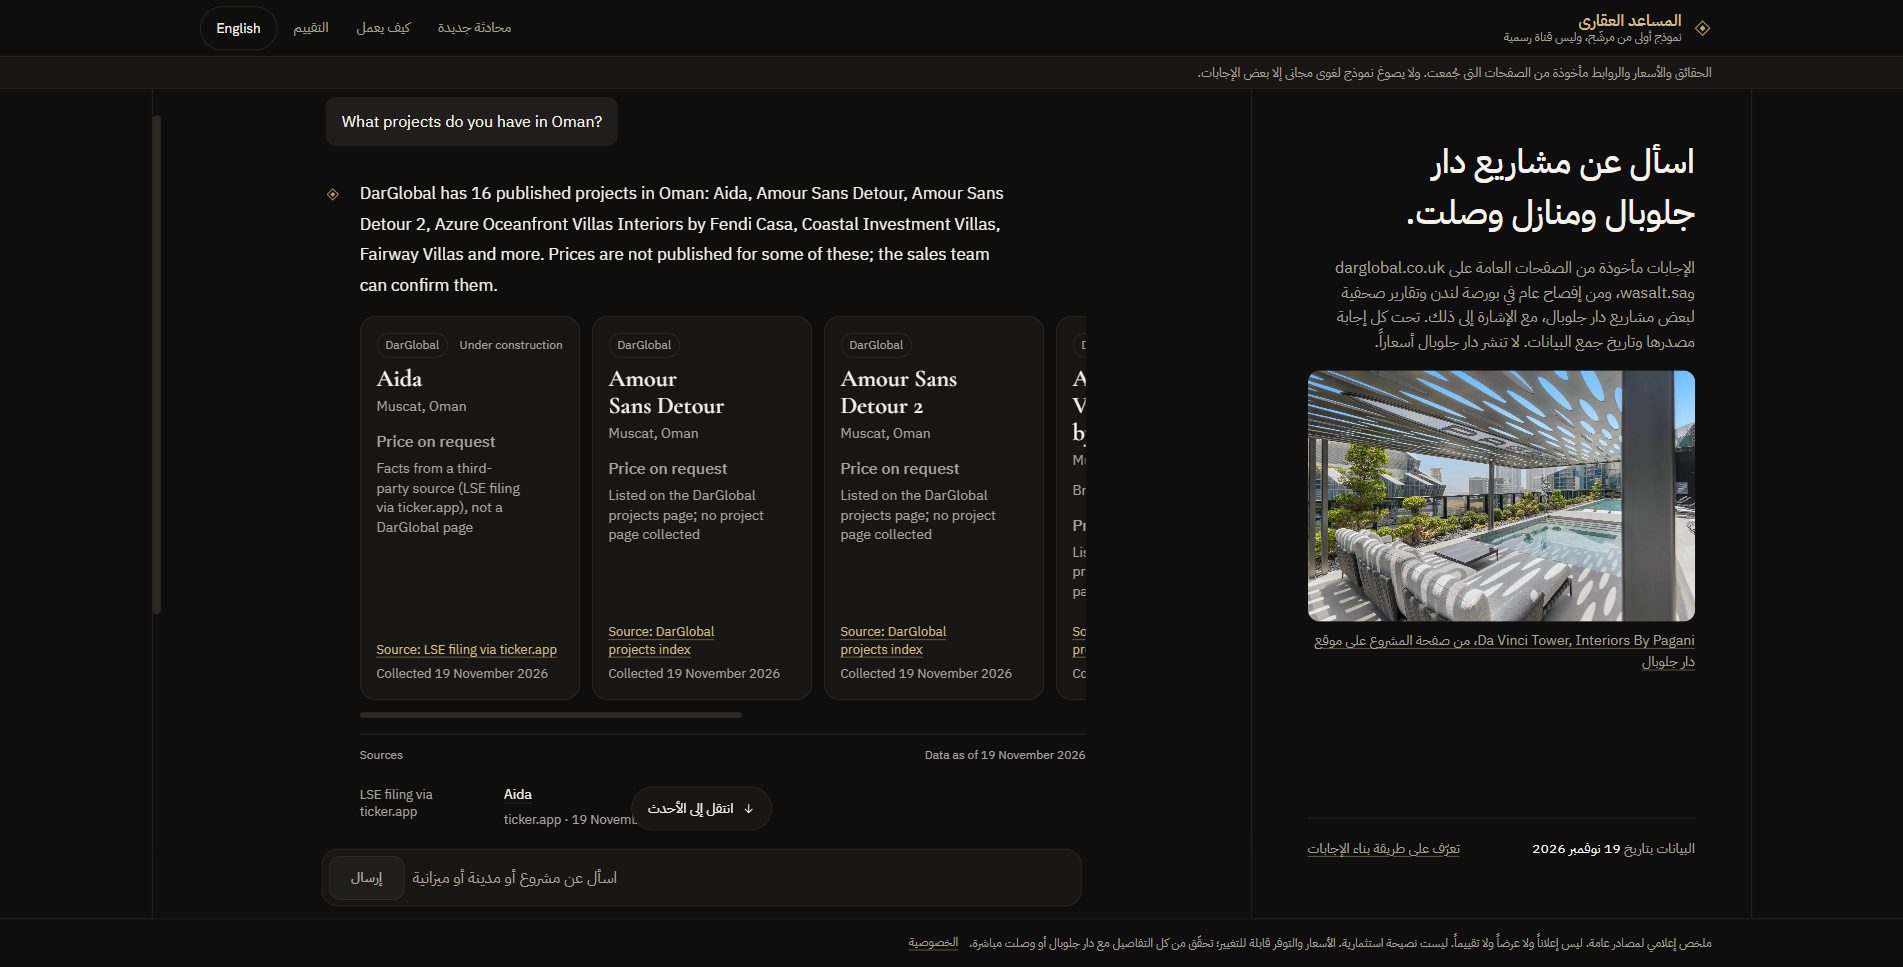 المساعد العقاري
نموذج أولي من مرشّح، وليس قناة رسمية
محادثة جديدة
كيف يعمل
التقييم
English
الحقائق والأسعار والروابط مأخوذة من الصفحات التي جُمعت. ولا يصوغ نموذج لغوي مجاني إلا بعض الإجابات.
اسأل عن مشاريع دار
جلوبال ومنازل وصلت.
الإجابات مأخوذة من الصفحات العامة على darglobal.co.uk
وwasalt.sa، ومن إفصاح عام في بورصة لندن وتقارير صحفية
لبعض مشاريع دار جلوبال، مع الإشارة إلى ذلك. تحت كل إجابة
مصدرها وتاريخ جمع البيانات. لا تنشر دار جلوبال أسعاراً.
Da Vinci Tower, Interiors By Pagani، من صفحة المشروع على موقع
دار جلوبال
البيانات بتاريخ 19 نوفمبر 2026
تعرّف على طريقة بناء الإجابات
What projects do you have in Oman?
DarGlobal has 16 published projects in Oman: Aida, Amour Sans Detour, Amour Sans
Detour 2, Azure Oceanfront Villas Interiors by Fendi Casa, Coastal Investment Villas,
Fairway Villas and more. Prices are not published for some of these; the sales team
can confirm them.
DarGlobal
Under construction
Aida
Muscat, Oman
Price on request
Facts from a third-
party source (LSE filing
via ticker.app), not a
DarGlobal page
Source: LSE filing via ticker.app
Collected 19 November 2026
DarGlobal
Amour
Sans Detour
Muscat, Oman
Price on request
Listed on the DarGlobal
projects page; no project
page collected
Source: DarGlobal
projects index
Collected 19 November 2026
DarGlobal
Amour Sans
Detour 2
Muscat, Oman
Price on request
Listed on the DarGlobal
projects page; no project
page collected
Source: DarGlobal
projects index
Collected 19 November 2026
Sources
Data as of 19 November 2026
LSE filing via
ticker.app
Aida
ticker.app · 19
انتقل إلى الأحدث
اسأل عن مشروع أو مدينة أو ميزانية
إرسال
ملخص إعلامي لمصادر عامة. ليس إعلاناً ولا عرضاً ولا تقييماً. ليست نصيحة استثمارية. الأسعار والتوفر قابلة للتغيير؛ تحقّق من كل التفاصيل مع دار جلوبال أو وصلت مباشرة.
الخصوصية